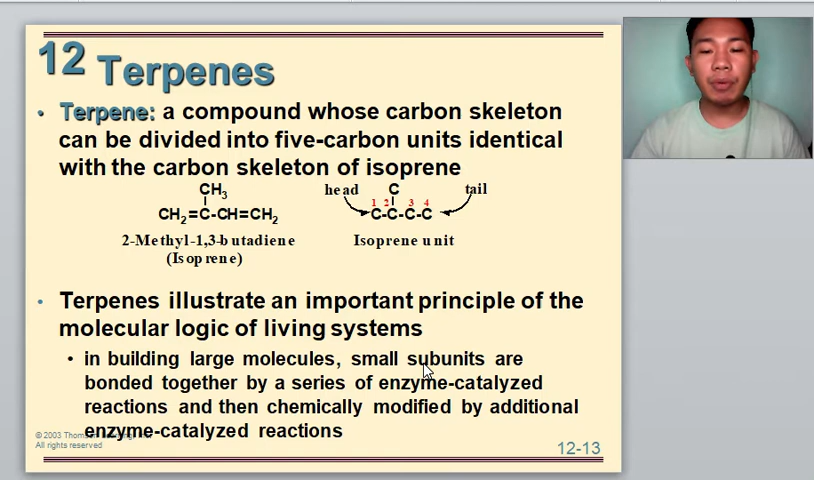 12 Terpenes
• Terpene: a compound whose carbon skeleton
can be divided into five-carbon units identical
with the carbon skeleton of isoprene
CH3
CH2=C-CH=CH2
2-Methyl-1,3-butadiene
(Isoprene)
head
C
tail
1 2 3 4
C-C-C-C
Isoprene unit
• Terpenes illustrate an important principle of the
molecular logic of living systems
• in building large molecules, small subunits are
bonded together by a series of enzyme-catalyzed
reactions and then chemically modified by additional
enzyme-catalyzed reactions
© 2003
All rights reserved
12-13